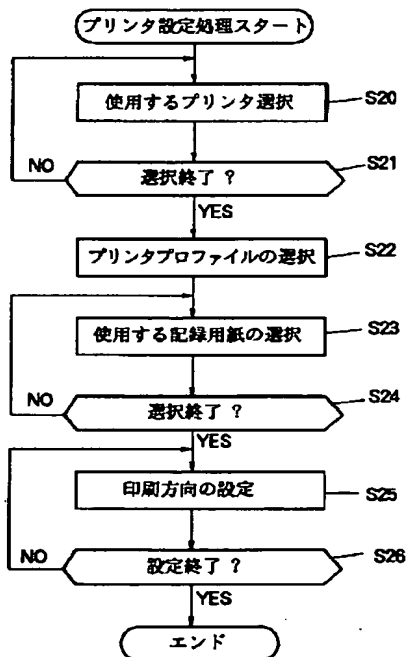 プリンタ設定処理スタート
使用するプリンタ選択
S20
選択終了 ?
S21
NO
YES
プリンタプロファイルの選択
S22
使用する記録用紙の選択
S23
選択終了 ?
S24
NO
YES
印刷方向の設定
S25
設定終了 ?
S26
NO
YES
エンド